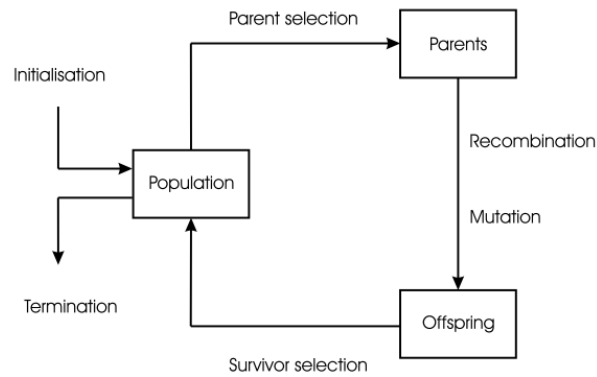 Parent selection
Parents
Initialisation
Recombination
Population
Mutation
Termination
Offspring
Survivor selection